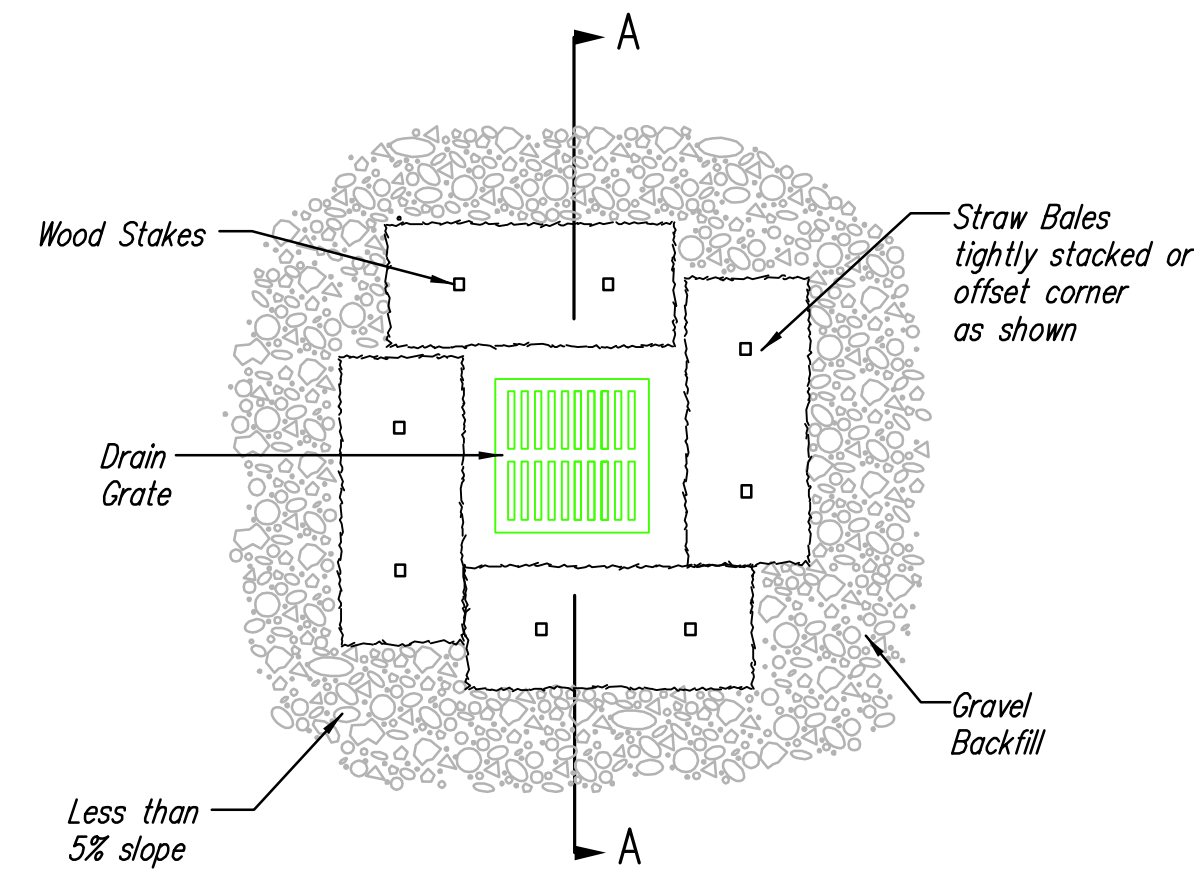 A
Wood Stakes
Straw Bales
tightly stacked or
offset corner
as shown
Drain
Grate
Gravel
Backfill
Less than
5% slope
A